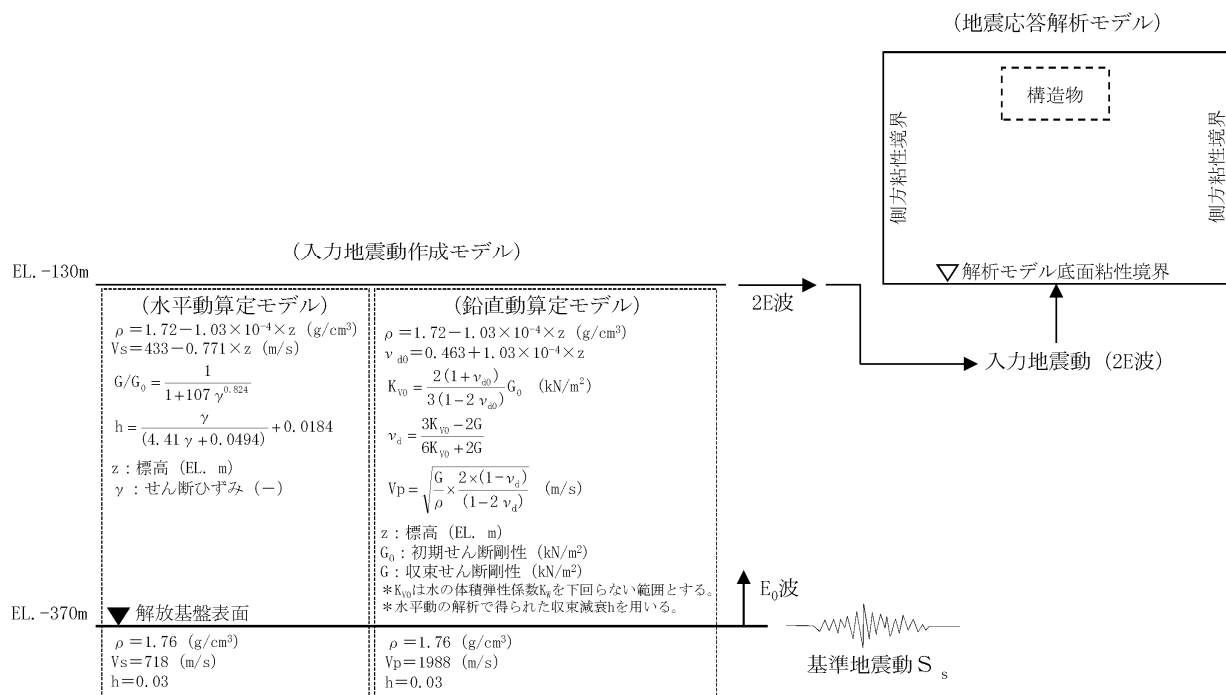 (地震応答解析モデル)
構造物
側方粘性境界
側方粘性境界
▽解析モデル底面粘性境界
(入力地震動作成モデル)
EL.-130m
2E波
入力地震動(2E波)
(水平動算定モデル)
ρ=1.72-1.03×10⁻⁴×z (g/cm³)
Vs=433-0.771×z (m/s)
G/G₀=1/(1+107γ^0.824)
h=γ/(4.41γ+0.0494)+0.0184
z:標高(EL. m)
γ:せん断ひずみ(-)
(鉛直動算定モデル)
ρ=1.72-1.03×10⁻⁴×z (g/cm³)
ν_d0=0.463+1.03×10⁻⁴×z
K_V0=2(1+ν_d0)/3(1-2ν_d0) G₀ (kN/m²)
ν_d=(3K_V0-2G)/(6K_V0+2G)
Vp=√(G/ρ×2×(1-ν_d)/(1-2ν_d)) (m/s)
z:標高(EL. m)
G₀:初期せん断剛性(kN/m²)
G:収束せん断剛性(kN/m²)
*K_V0は水の体積弾性係数K_Wを下回らない範囲とする。
*水平動の解析で得られた収束減衰hを用いる。
E₀波
EL.-370m
▼解放基盤表面
ρ=1.76 (g/cm³)
Vs=718 (m/s)
h=0.03
ρ=1.76 (g/cm³)
Vp=1988 (m/s)
h=0.03
基準地震動Ss